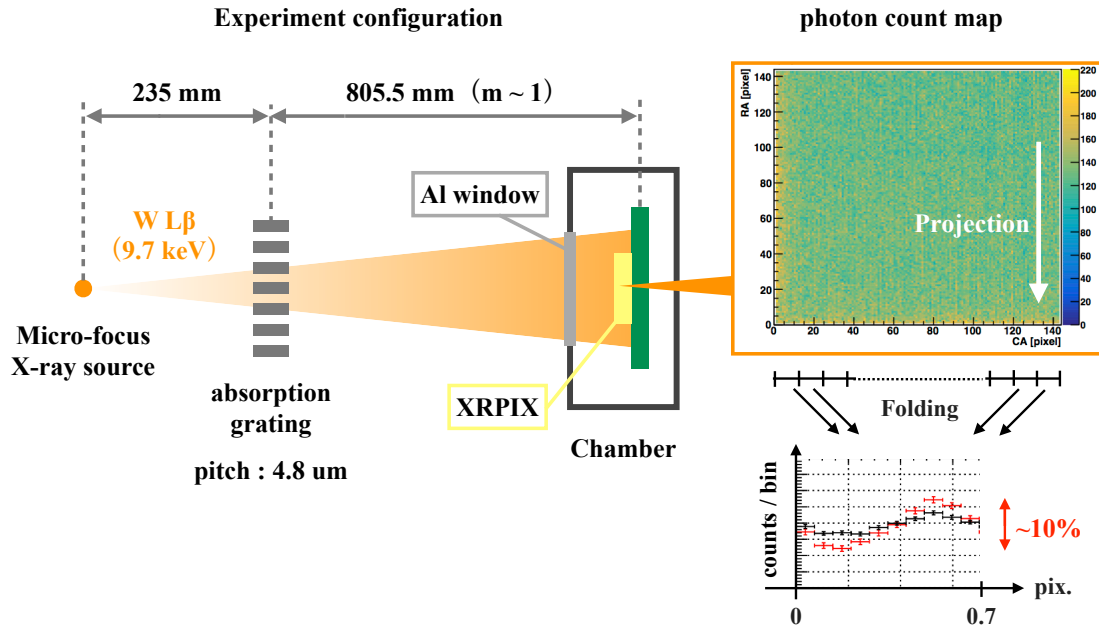 Experiment configuration
photon count map
235 mm
805.5 mm (m ~ 1)
W Lβ
(9.7 keV)
Al window
Micro-focus
X-ray source
absorption
grating
pitch : 4.8 um
XRPIX
Chamber
RA [pixel]
140
120
100
80
60
40
20
0
0 20 40 60 80 100 120 140
CA [pixel]
220
200
180
160
140
120
100
80
60
40
20
0
Projection
Folding
counts / bin
~10%
pix.
0
0.7